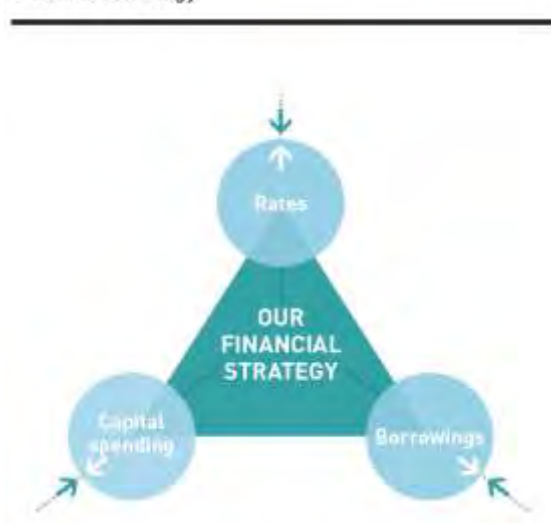 Rates
OUR
FINANCIAL
STRATEGY
Capital
spending
Borrowings